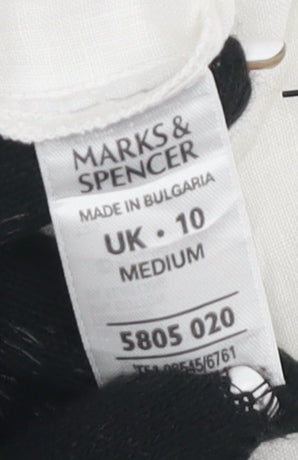 MARKS &
SPENCER
MADE IN BULGARIA
UK • 10
MEDIUM
5805 020